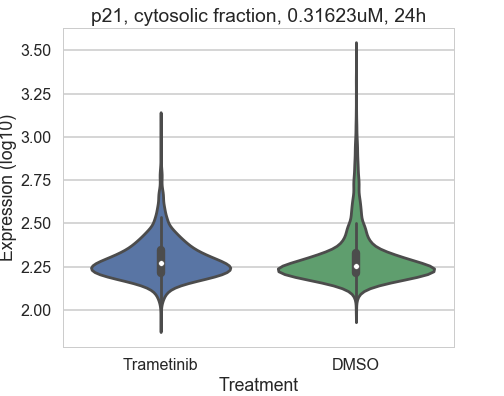 p21, cytosolic fraction, 0.31623uM, 24h
3.50
3.25
3.00
2.75
2.50
2.25
2.00
Expression (log10)
Trametinib
DMSO
Treatment